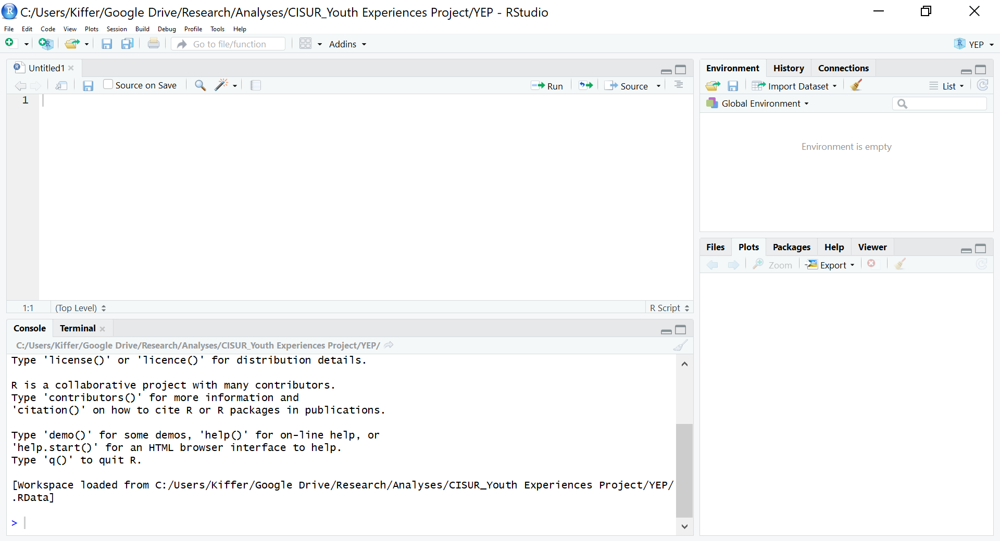 C:/Users/Kiffer/Google Drive/Research/Analyses/CISUR_Youth Experiences Project/YEP - RStudio
File Edit Code View Plots Session Build Debug Profile Tools Help
Go to file/function Addins YEP
Untitled1
Source on Save Run Source
1
1:1 (Top Level) R Script
Console Terminal
C:/Users/Kiffer/Google Drive/Research/Analyses/CISUR_Youth Experiences Project/YEP/
Type 'license()' or 'licence()' for distribution details.
R is a collaborative project with many contributors.
Type 'contributors()' for more information and
'citation()' on how to cite R or R packages in publications.
Type 'demo()' for some demos, 'help()' for on-line help, or
'help.start()' for an HTML browser interface to help.
Type 'q()' to quit R.
[Workspace loaded from C:/Users/Kiffer/Google Drive/Research/Analyses/CISUR_Youth Experiences Project/YEP/
.RData]
>
Environment History Connections
Import Dataset List
Global Environment
Environment is empty
Files Plots Packages Help Viewer
Zoom Export